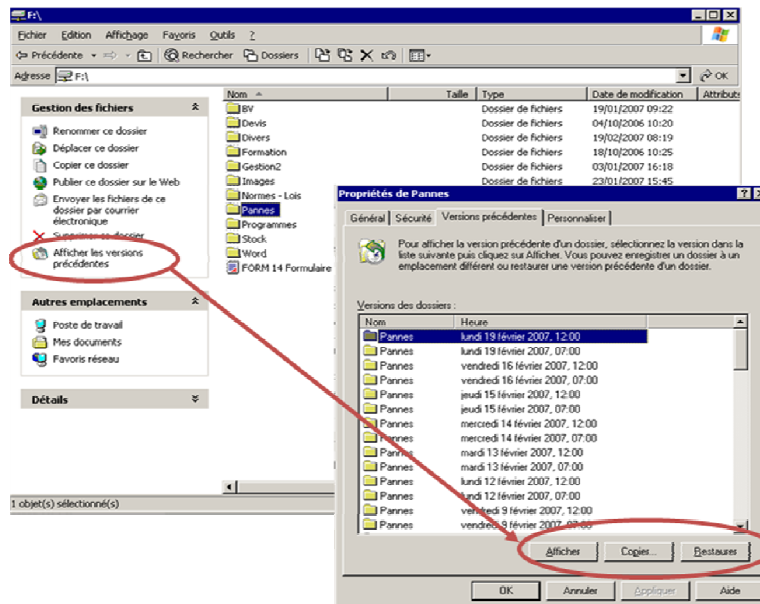 F:\
Fichier Edition Affichage Favoris Outils ?
Précédente Rechercher Dossiers
Adresse F:\ OK
Gestion des fichiers
Renommer ce dossier
Déplacer ce dossier
Copier ce dossier
Publier ce dossier sur le Web
Envoyer les fichiers de ce
dossier par courrier
électronique
Supprimer ce dossier
Afficher les versions
précédentes
Autres emplacements
Poste de travail
Mes documents
Favoris réseau
Détails
Nom Taille Type Date de modification Attributs
BV Dossier de fichiers 19/01/2007 09:22
Devis Dossier de fichiers 04/10/2006 10:20
Divers Dossier de fichiers 19/02/2007 08:19
Formation Dossier de fichiers 18/10/2006 10:25
Gestion2 Dossier de fichiers 03/01/2007 16:18
Images Dossier de fichiers 23/01/2007 15:45
Normes - Lois
Pannes
Programmes
Stock
Word
FORM 14 Formulaire
1 objet(s) sélectionné(s)
Propriétés de Pannes
Général Sécurité Versions précédentes Personnaliser
Pour afficher la version précédente d'un dossier, sélectionnez la version dans la
liste suivante puis cliquez sur Afficher. Vous pouvez enregistrer un dossier à un
emplacement différent ou restaurer une version précédente d'un dossier.
Versions des dossiers :
Nom Heure
Pannes lundi 19 février 2007, 12:00
Pannes lundi 19 février 2007, 07:00
Pannes vendredi 16 février 2007, 12:00
Pannes vendredi 16 février 2007, 07:00
Pannes jeudi 15 février 2007, 12:00
Pannes jeudi 15 février 2007, 07:00
Pannes mercredi 14 février 2007, 12:00
Pannes mercredi 14 février 2007, 07:00
Pannes mardi 13 février 2007, 12:00
Pannes mardi 13 février 2007, 07:00
Pannes lundi 12 février 2007, 12:00
Pannes lundi 12 février 2007, 07:00
Pannes vendredi 9 février 2007, 12:00
Pannes vendredi 9 février 2007, 07:00
Afficher Copier... Restaurer
OK Annuler Appliquer Aide